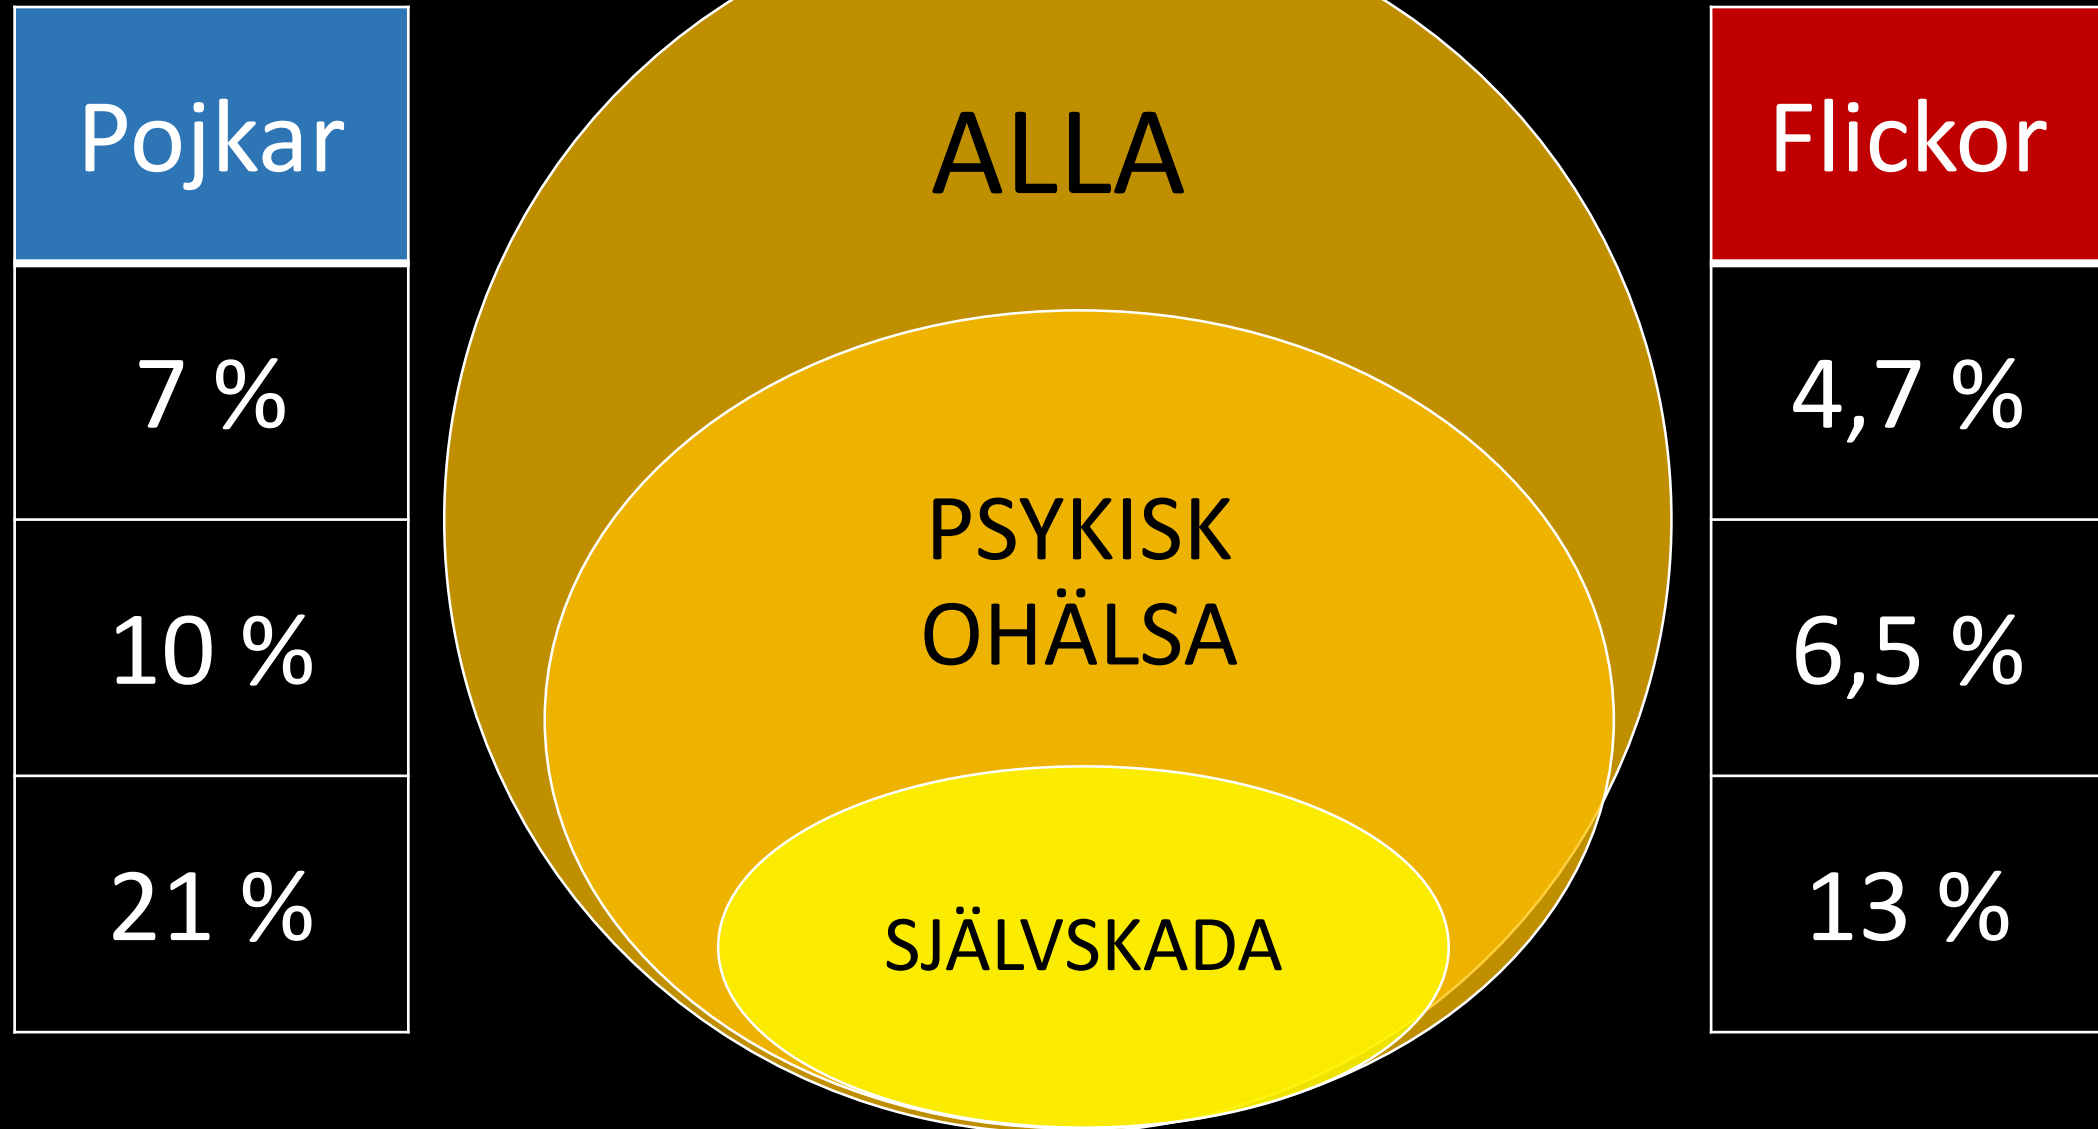 Pojkar
7 %
10 %
21 %
ALLA
PSYKISK
OHÄLSA
SJÄLVSKADA
Flickor
4,7 %
6,5 %
13 %